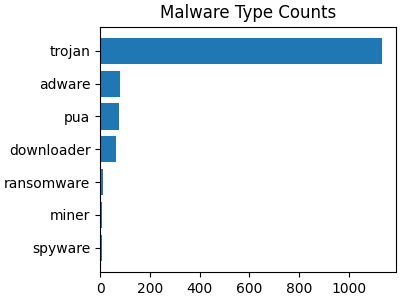 Malware Type Counts
trojan
adware
pua
downloader
ransomware
miner
spyware
0 200 400 600 800 1000